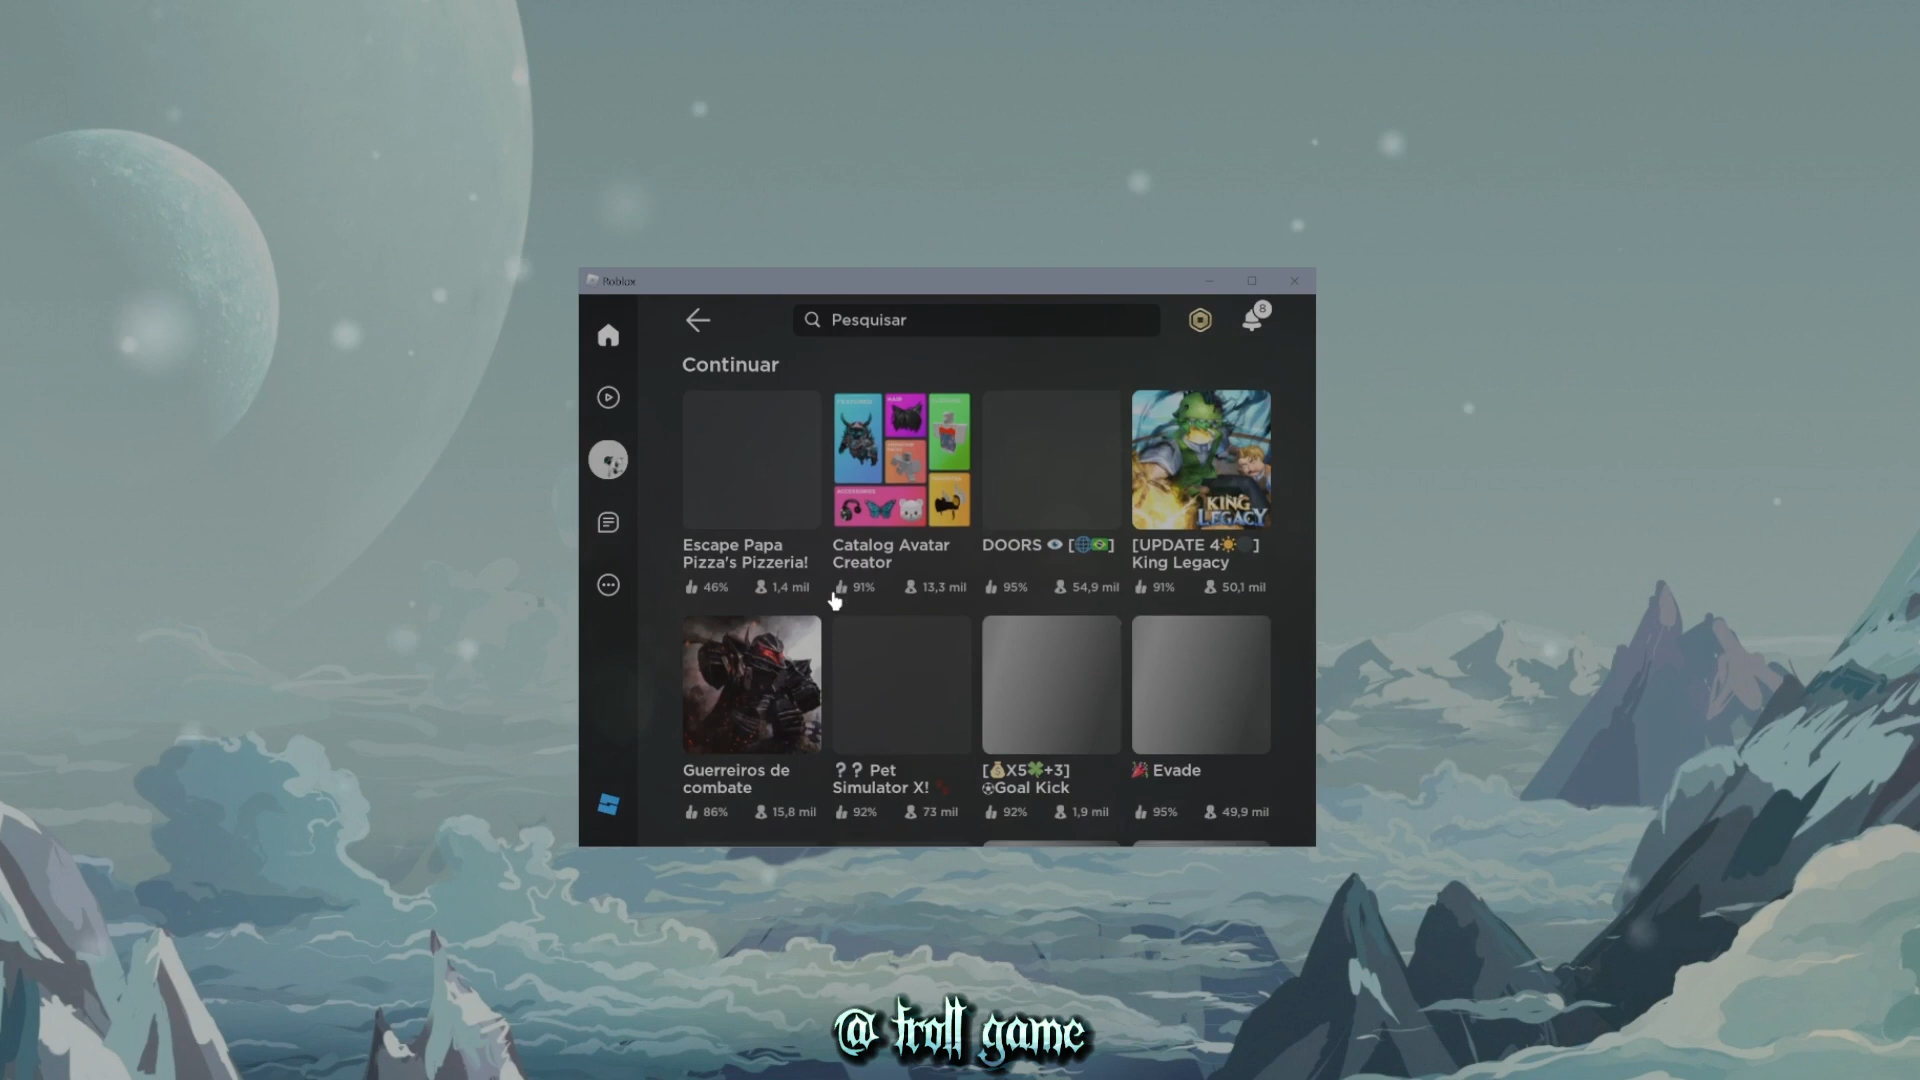 Roblox
Pesquisar
8
Continuar
Escape Papa
Pizza's Pizzeria!
46% 1,4 mil
Catalog Avatar
Creator
91% 13,3 mil
DOORS 👁 [🌐🇧🇷]
95% 54,9 mil
KING
LEGACY
[UPDATE 4☀️🌑]
King Legacy
91% 50,1 mil
Guerreiros de
combate
86% 15,8 mil
?? Pet
Simulator X! 🐾
92% 73 mil
[💰X5🍀+3]
⚽Goal Kick
92% 1,9 mil
🎉 Evade
95% 49,9 mil
@ troll game